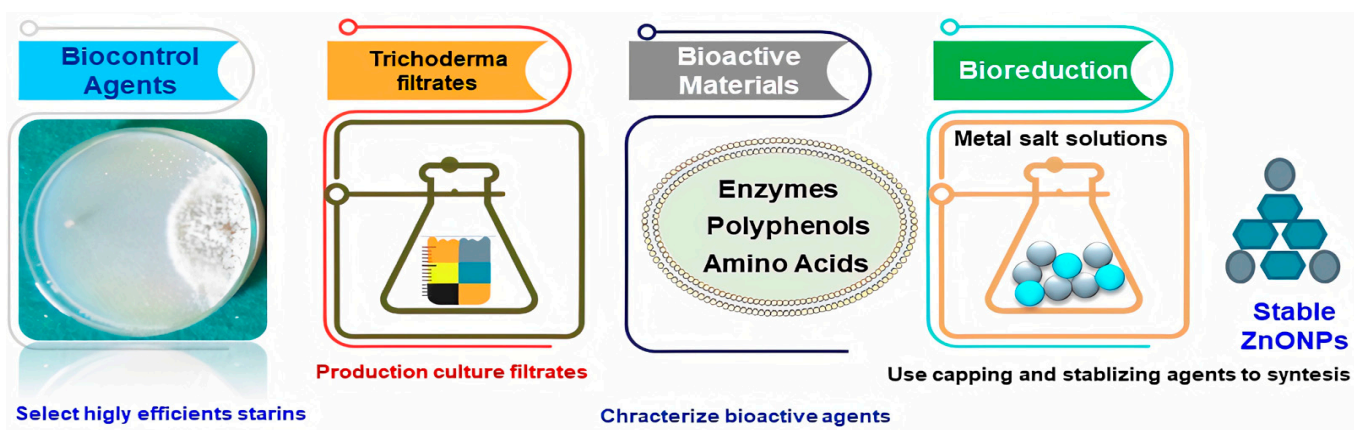 Biocontrol
Agents
Trichoderma
filtrates
Bioactive
Materials
Bioreduction
Metal salt solutions
Enzymes
Polyphenols
Amino Acids
Stable
ZnONPs
Production culture filtrates
Use capping and stablizing agents to syntesis
Select higly efficients starins
Chracterize bioactive agents